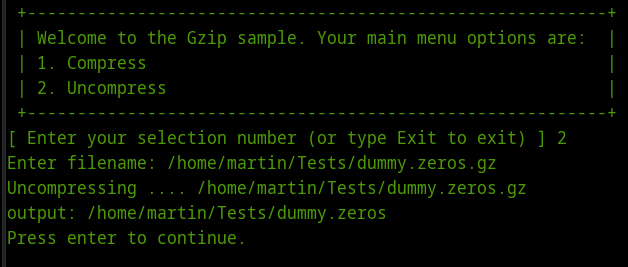 +----------------------------------------------------------+
| Welcome to the Gzip sample. Your main menu options are:  |
| 1. Compress                                              |
| 2. Uncompress                                            |
+----------------------------------------------------------+
[ Enter your selection number (or type Exit to exit) ] 2
Enter filename: /home/martin/Tests/dummy.zeros.gz
Uncompressing .... /home/martin/Tests/dummy.zeros.gz
output: /home/martin/Tests/dummy.zeros
Press enter to continue.